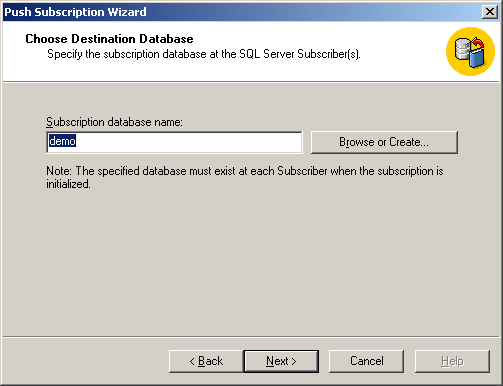 Push Subscription Wizard
Choose Destination Database
Specify the subscription database at the SQL Server Subscriber(s).
Subscription database name:
demo
Browse or Create...
Note: The specified database must exist at each Subscriber when the subscription is
initialized.
< Back
Next >
Cancel
Help